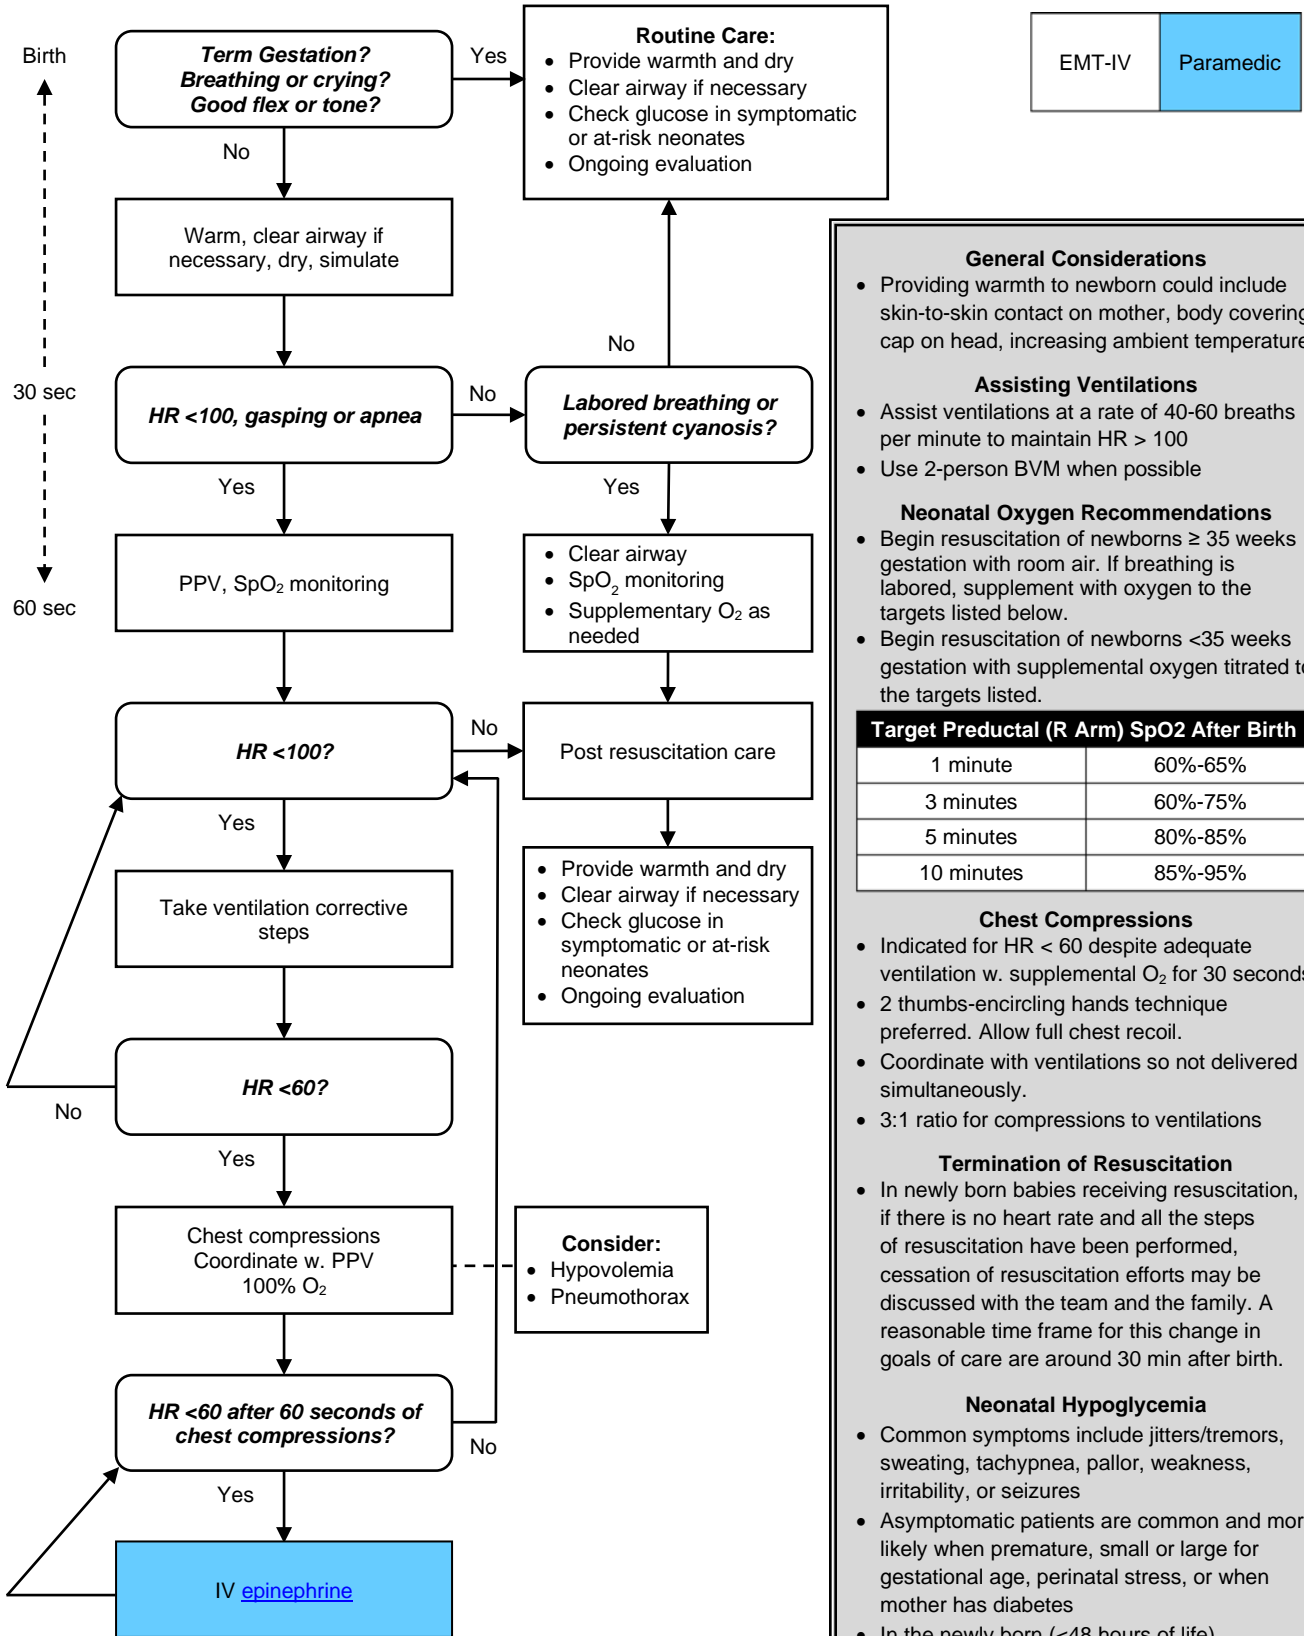 Birth
30 sec
60 sec
Term Gestation?
Breathing or crying?
Good flex or tone?
Yes
No
Routine Care:
• Provide warmth and dry
• Clear airway if necessary
• Check glucose in symptomatic
or at-risk neonates
• Ongoing evaluation
EMT-IV
Paramedic
Warm, clear airway if
necessary, dry, simulate
HR <100, gasping or apnea
No
Yes
Labored breathing or
persistent cyanosis?
No
Yes
PPV, SpO2 monitoring
• Clear airway
• SpO2 monitoring
• Supplementary O2 as
needed
HR <100?
No
Yes
Post resuscitation care
Take ventilation corrective
steps
• Provide warmth and dry
• Clear airway if necessary
• Check glucose in
symptomatic or at-risk
neonates
• Ongoing evaluation
HR <60?
No
Yes
Chest compressions
Coordinate w. PPV
100% O2
Consider:
• Hypovolemia
• Pneumothorax
HR <60 after 60 seconds of
chest compressions?
No
Yes
IV epinephrine
General Considerations
• Providing warmth to newborn could include
skin-to-skin contact on mother, body covering
cap on head, increasing ambient temperature
Assisting Ventilations
• Assist ventilations at a rate of 40-60 breaths
per minute to maintain HR > 100
• Use 2-person BVM when possible
Neonatal Oxygen Recommendations
• Begin resuscitation of newborns ≥ 35 weeks
gestation with room air. If breathing is
labored, supplement with oxygen to the
targets listed below.
• Begin resuscitation of newborns <35 weeks
gestation with supplemental oxygen titrated to
the targets listed.
Target Preductal (R Arm) SpO2 After Birth
1 minute 60%-65%
3 minutes 60%-75%
5 minutes 80%-85%
10 minutes 85%-95%
Chest Compressions
• Indicated for HR < 60 despite adequate
ventilation w. supplemental O2 for 30 seconds
• 2 thumbs-encircling hands technique
preferred. Allow full chest recoil.
• Coordinate with ventilations so not delivered
simultaneously.
• 3:1 ratio for compressions to ventilations
Termination of Resuscitation
• In newly born babies receiving resuscitation,
if there is no heart rate and all the steps
of resuscitation have been performed,
cessation of resuscitation efforts may be
discussed with the team and the family. A
reasonable time frame for this change in
goals of care are around 30 min after birth.
Neonatal Hypoglycemia
• Common symptoms include jitters/tremors,
sweating, tachypnea, pallor, weakness,
irritability, or seizures
• Asymptomatic patients are common and mor
likely when premature, small or large for
gestational age, perinatal stress, or when
mother has diabetes
• In the newly born (<48 hours of life)